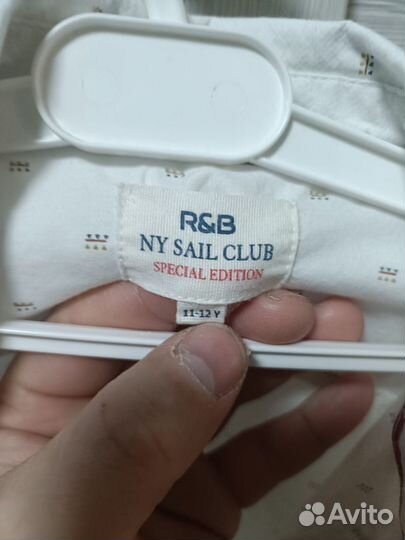 R&B
NY SAIL CLUB
SPECIAL EDITION
11-12 Y
Avito